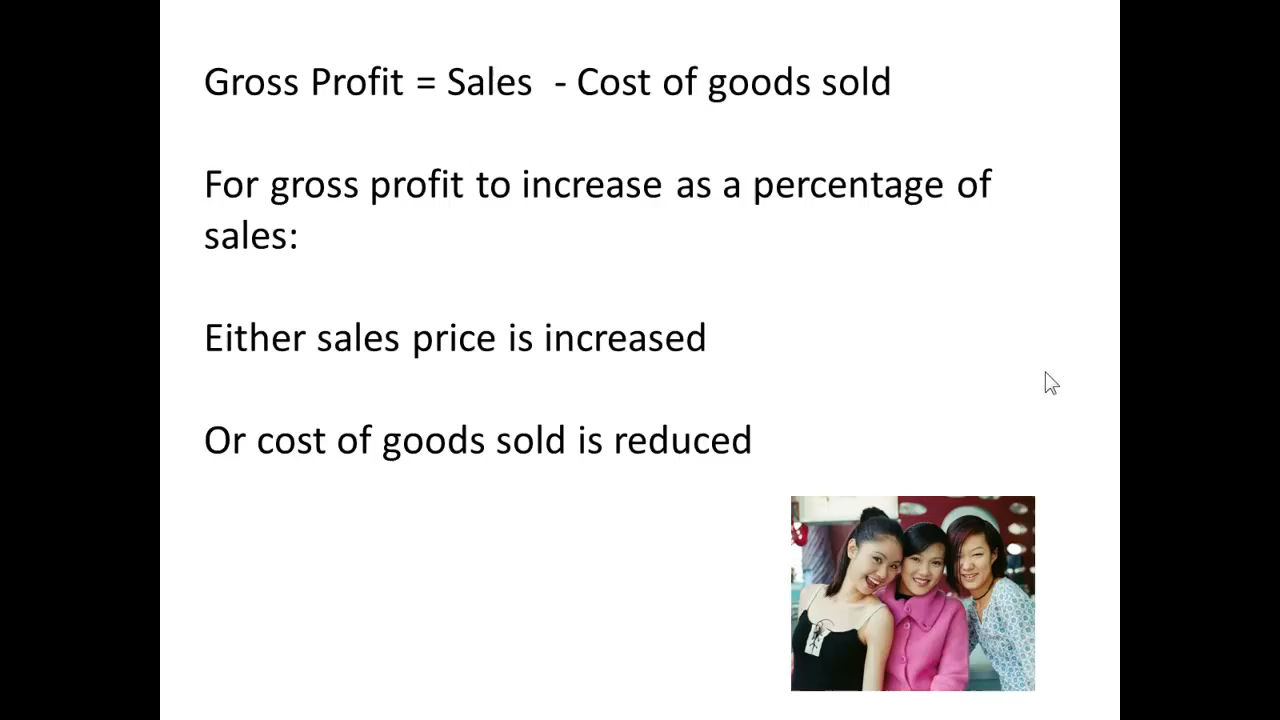 Gross Profit = Sales  - Cost of goods sold
For gross profit to increase as a percentage of
sales:
Either sales price is increased
Or cost of goods sold is reduced